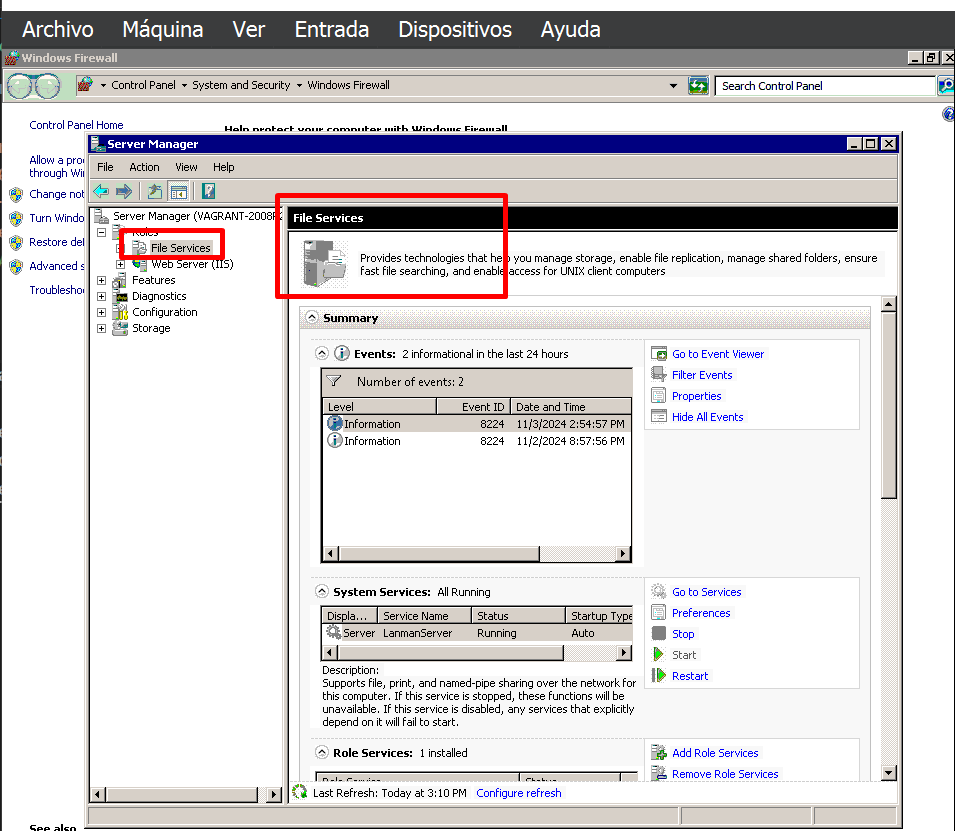 Archivo Máquina Ver Entrada Dispositivos Ayuda
Windows Firewall
Control Panel System and Security Windows Firewall Search Control Panel
Control Panel Home
Help protect your computer with Windows Firewall
Allow a pro
through Wi
Change not
Turn Windo
Restore def
Advanced s
Troublesho
See also
Server Manager
File Action View Help
Server Manager (VAGRANT-2008R2
Roles
File Services
Web Server (IIS)
Features
Diagnostics
Configuration
Storage
File Services
Provides technologies that help you manage storage, enable file replication, manage shared folders, ensure
fast file searching, and enable access for UNIX client computers
Summary
Events: 2 informational in the last 24 hours
Number of events: 2
Level Event ID Date and Time
Information 8224 11/3/2024 2:54:57 PM
Information 8224 11/2/2024 8:57:56 PM
Go to Event Viewer
Filter Events
Properties
Hide All Events
System Services: All Running
Displa... Service Name Status Startup Type
Server LanmanServer Running Auto
Description:
Supports file, print, and named-pipe sharing over the network for
this computer. If this service is stopped, these functions will be
unavailable. If this service is disabled, any services that explicitly
depend on it will fail to start.
Go to Services
Preferences
Stop
Start
Restart
Role Services: 1 installed
Role Service Status
Add Role Services
Remove Role Services
Last Refresh: Today at 3:10 PM Configure refresh